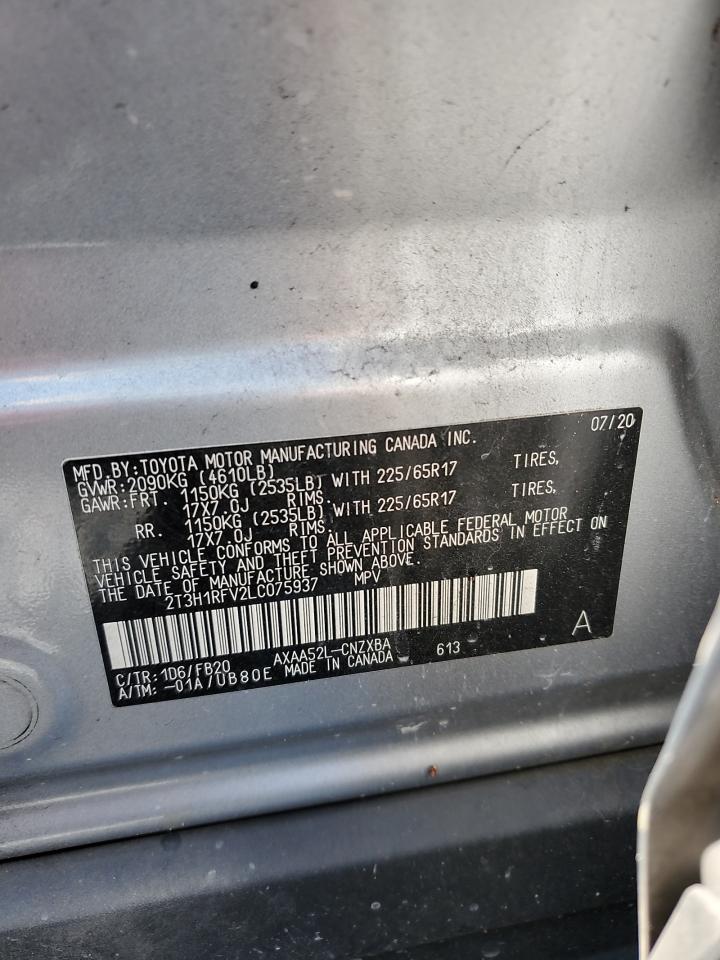 07/20
MFD.BY:TOYOTA MOTOR MANUFACTURING CANADA INC.
GVWR:2090KG (4610LB)
GAWR:FRT. 1150KG (2535LB) WITH 225/65R17 TIRES,
17X7.0J RIMS.
RR. 1150KG (2535LB) WITH 225/65R17 TIRES,
17X7.0J RIMS.
THIS VEHICLE CONFORMS TO ALL APPLICABLE FEDERAL MOTOR
VEHICLE SAFETY AND THEFT PREVENTION STANDARDS IN EFFECT ON
THE DATE OF MANUFACTURE SHOWN ABOVE.
2T3H1RFV2LC075937 MPV
A
C/TR:1D6/FB20 AXAA52L-CNZXBA 613
A/TM:-01A/UB80E MADE IN CANADA